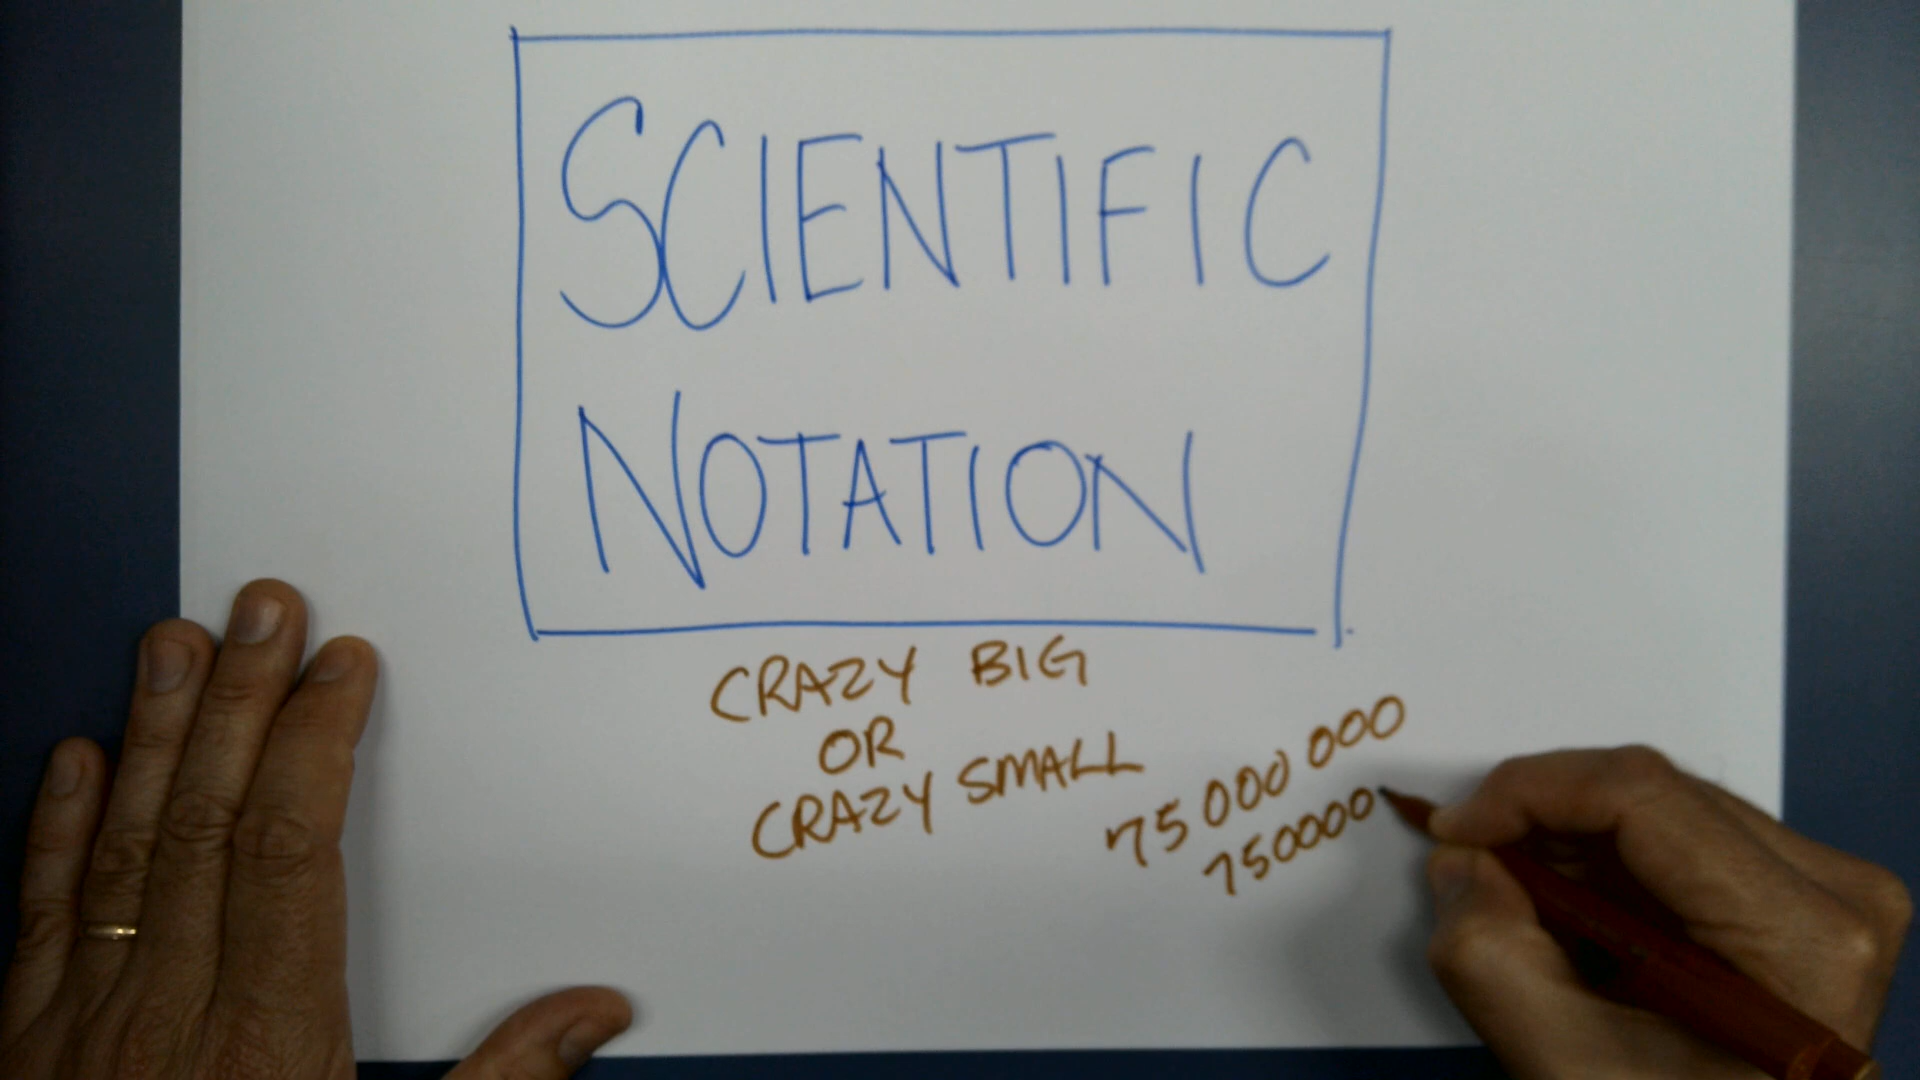 SCIENTIFIC
NOTATION
CRAZY BIG
OR
CRAZY SMALL
75 000 000
750000